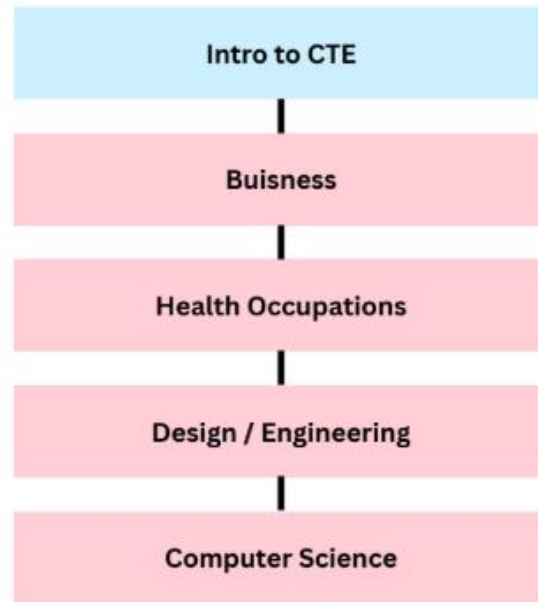 Intro to CTE
Buisness
Health Occupations
Design / Engineering
Computer Science